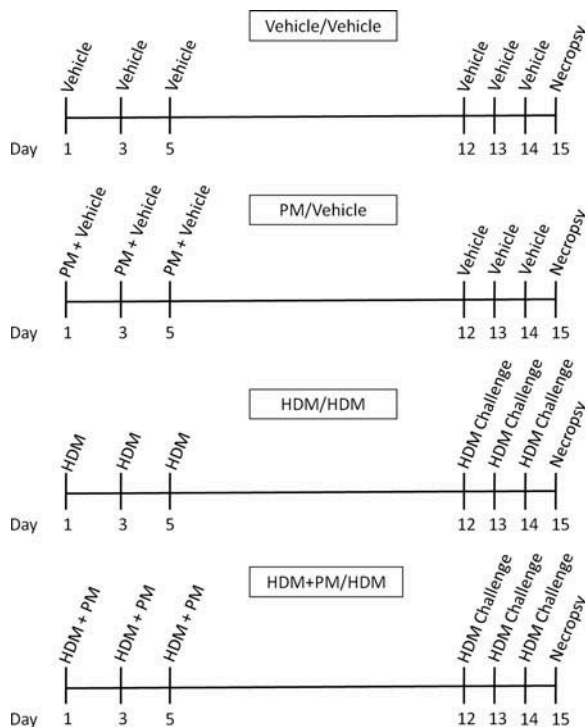 Vehicle/Vehicle
Vehicle Vehicle Vehicle Vehicle Vehicle Vehicle Necropsy
Day 1 3 5 12 13 14 15
PM/Vehicle
PM + Vehicle PM + Vehicle PM + Vehicle Vehicle Vehicle Vehicle Necropsy
Day 1 3 5 12 13 14 15
HDM/HDM
HDM HDM HDM HDM Challenge HDM Challenge HDM Challenge Necropsy
Day 1 3 5 12 13 14 15
HDM+PM/HDM
HDM + PM HDM + PM HDM + PM HDM Challenge HDM Challenge HDM Challenge Necropsy
Day 1 3 5 12 13 14 15